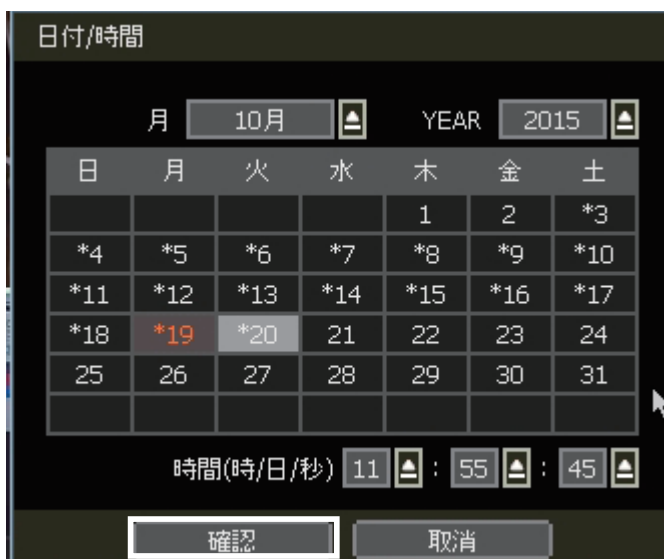 日付/時間
月 10月 YEAR 2015
日 月 火 水 木 金 土
1 2 *3
*4 *5 *6 *7 *8 *9 *10
*11 *12 *13 *14 *15 *16 *17
*18 *19 *20 21 22 23 24
25 26 27 28 29 30 31
時間(時/日/秒) 11 : 55 : 45
確認 取消